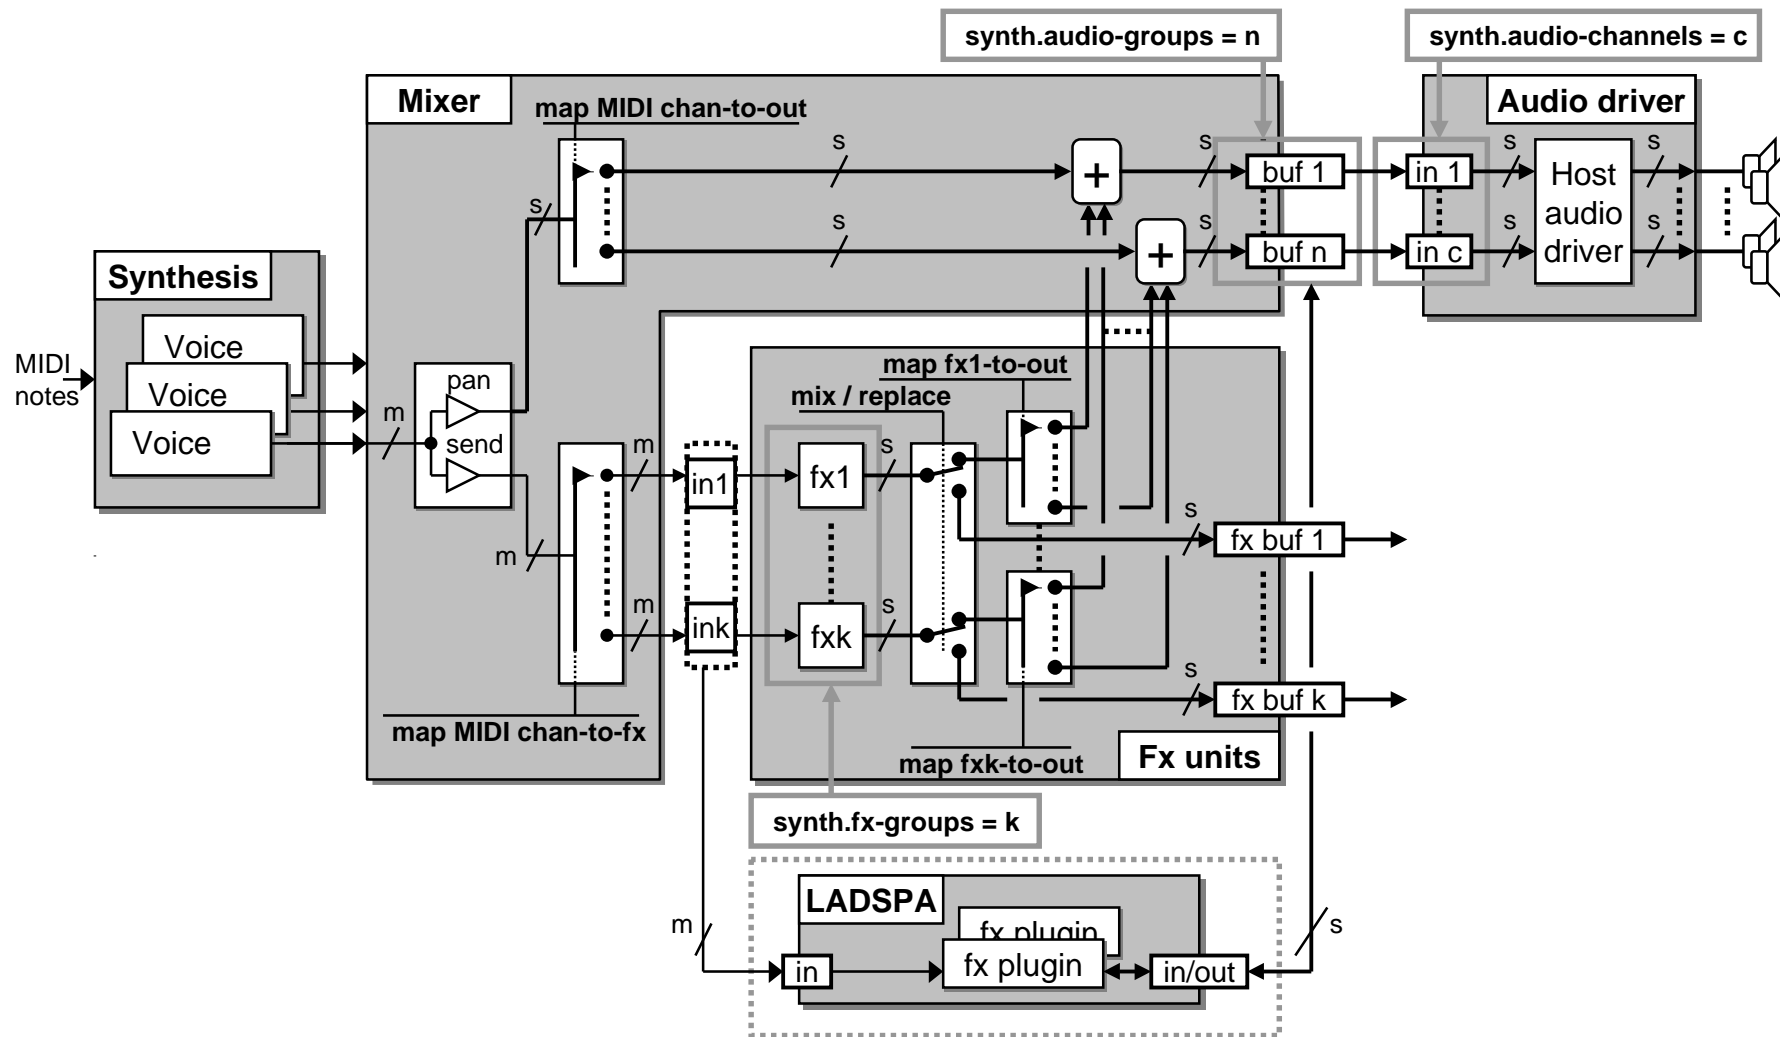 synth.audio-groups = n
synth.audio-channels = c
Mixer
map MIDI chan-to-out
Audio driver
s
s
s
s
s
buf 1
in 1
Host
audio
driver
+
s
s
s
s
s
buf n
in c
+
Synthesis
Voice
Voice
Voice
MIDI
notes
m
pan
send
m
map MIDI chan-to-fx
m
m
in1
ink
map fx1-to-out
mix / replace
fx1
s
fxk
s
s
fx buf 1
s
fx buf k
map fxk-to-out
Fx units
synth.fx-groups = k
LADSPA
m
in
fx plugin
fx plugin
in/out
s